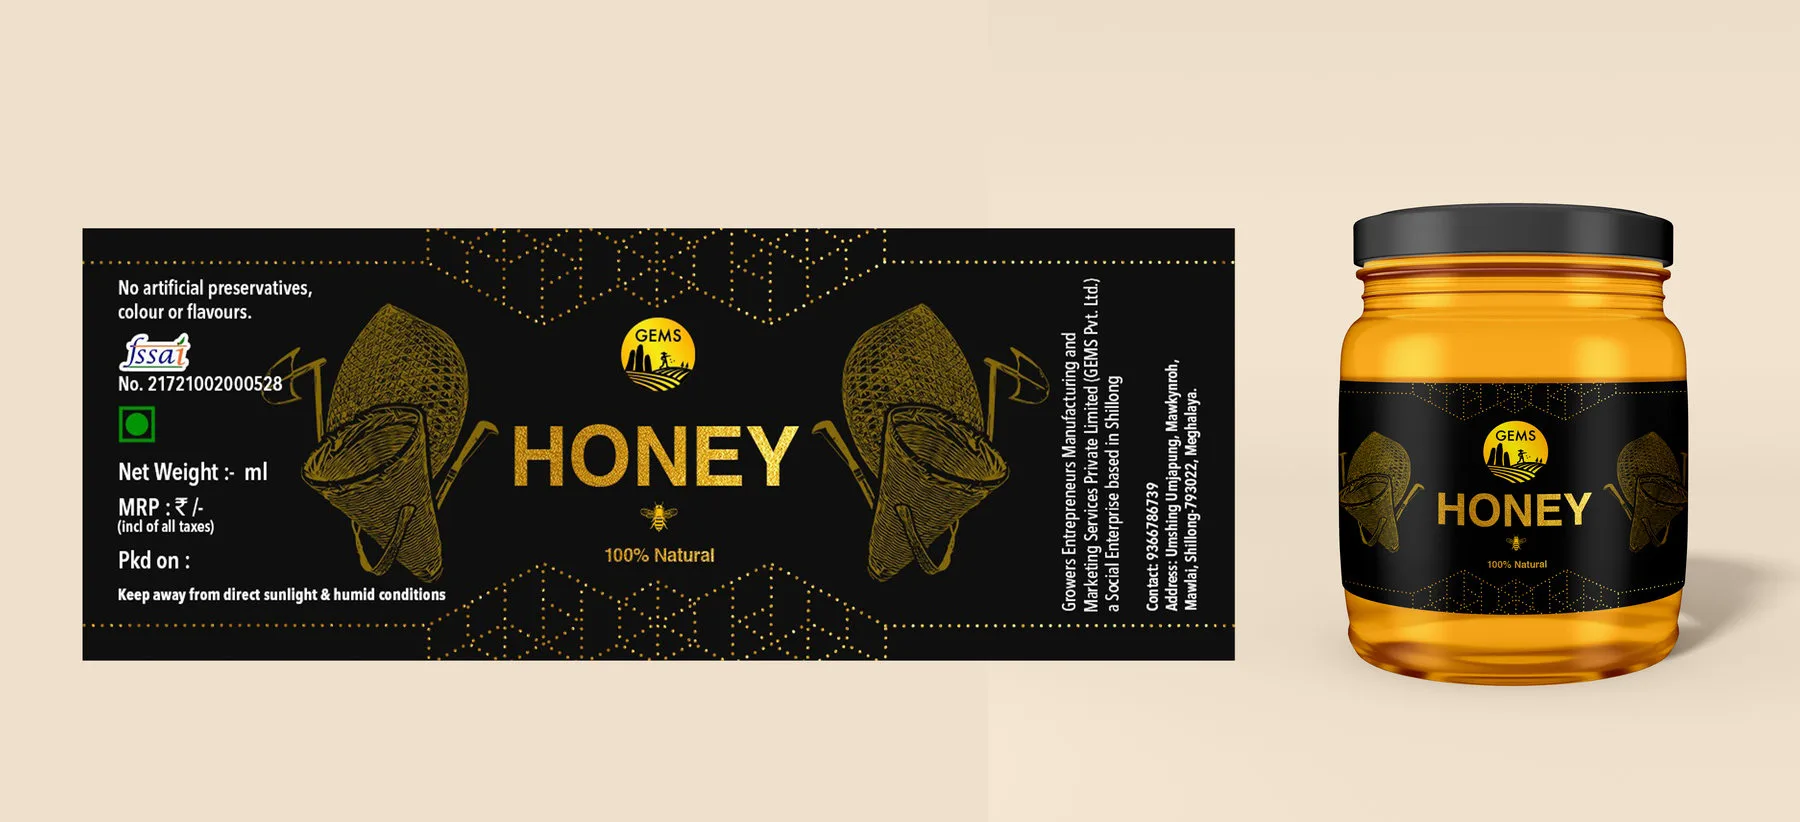 No artificial preservatives,
colour or flavours.
fssai
No. 21721002000528
Net Weight :- ml
MRP : ₹ /-
(incl of all taxes)
Pkd on :
Keep away from direct sunlight & humid conditions
GEMS
HONEY
100% Natural
Growers Entrepreneurs Manufacturing and
Marketing Services Private Limited (GEMS Pvt. Ltd.)
a Social Enterprise based in Shillong
Contact: 9366786739
Address: Umshing Umjapung, Mawkynroh,
Mawlai, Shillong-793022, Meghalaya.
GEMS
HONEY
100% Natural